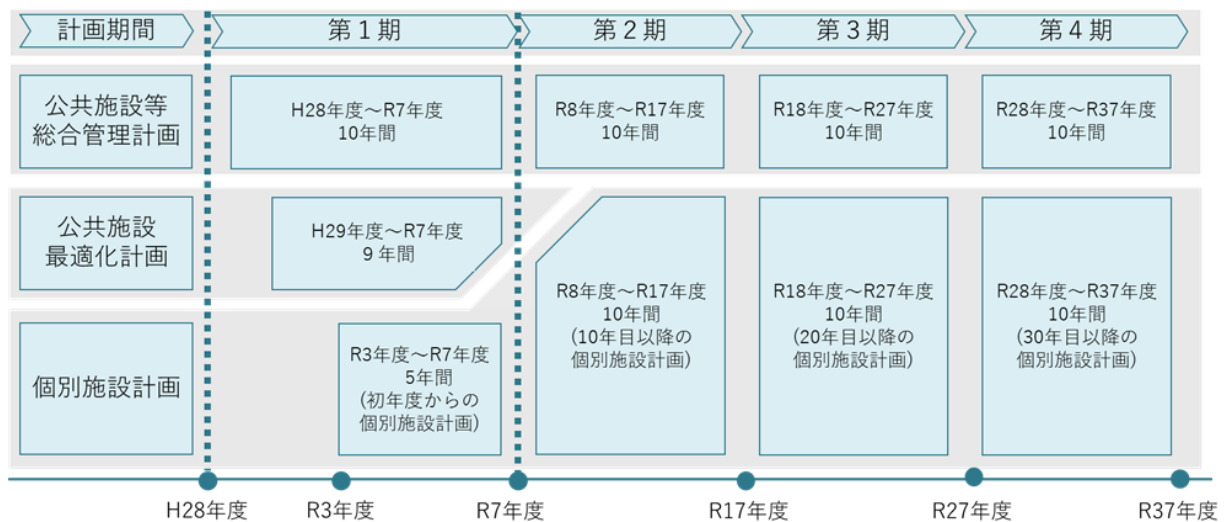 計画期間
第１期
第２期
第３期
第４期
公共施設等
総合管理計画
H28年度～R7年度
10年間
R8年度～R17年度
10年間
R18年度～R27年度
10年間
R28年度～R37年度
10年間
公共施設
最適化計画
H29年度～R7年度
９年間
個別施設計画
R3年度～R7年度
5年間
(初年度からの
個別施設計画)
R8年度～R17年度
10年間
(10年目以降の
個別施設計画)
R18年度～R27年度
10年間
(20年目以降の
個別施設計画)
R28年度～R37年度
10年間
(30年目以降の
個別施設計画)
H28年度
R3年度
R7年度
R17年度
R27年度
R37年度